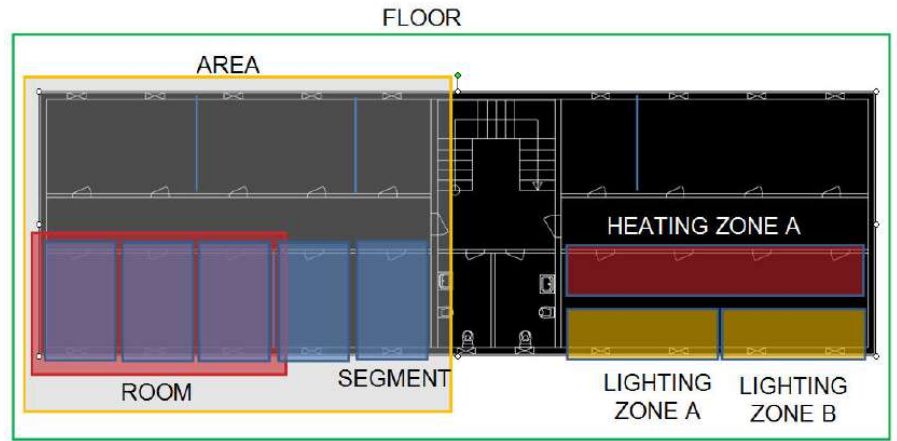 FLOOR
AREA
HEATING ZONE A
ROOM
SEGMENT
LIGHTING
ZONE A
LIGHTING
ZONE B